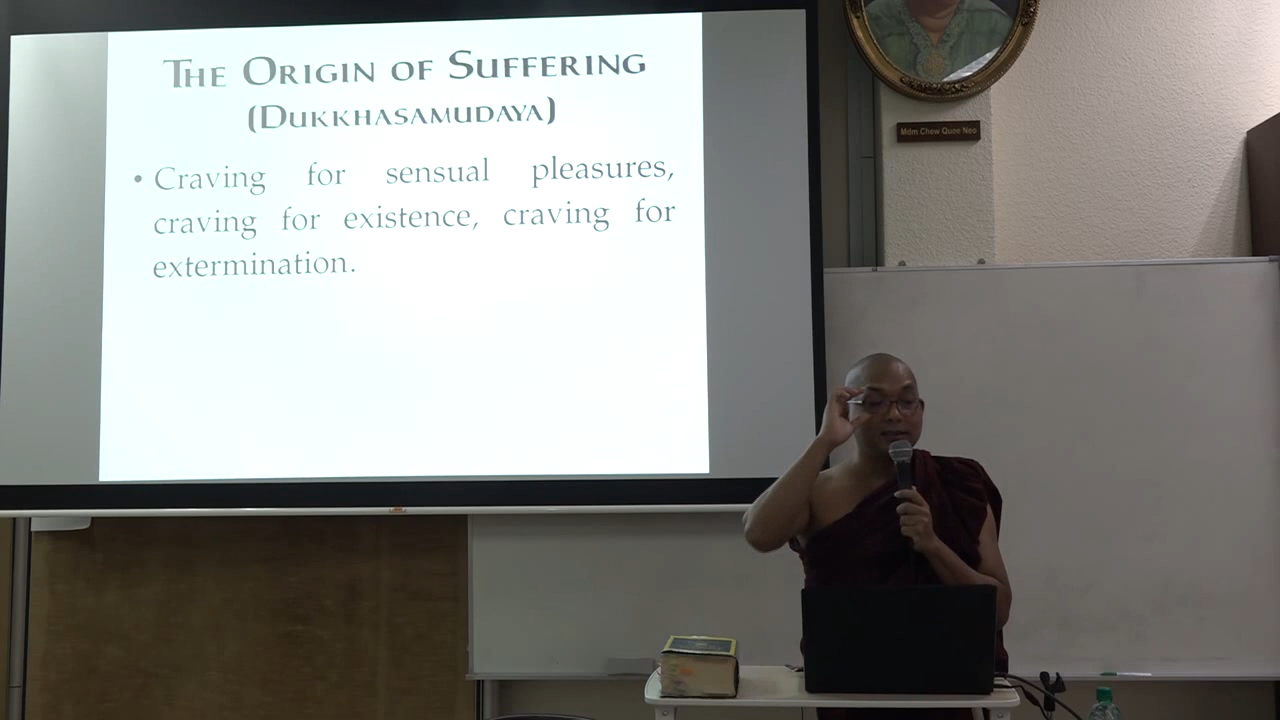 The Origin of Suffering
(Dukkhasamudaya)
• Craving for sensual pleasures,
craving for existence, craving for
extermination.
Mdm Chew Quee Neo